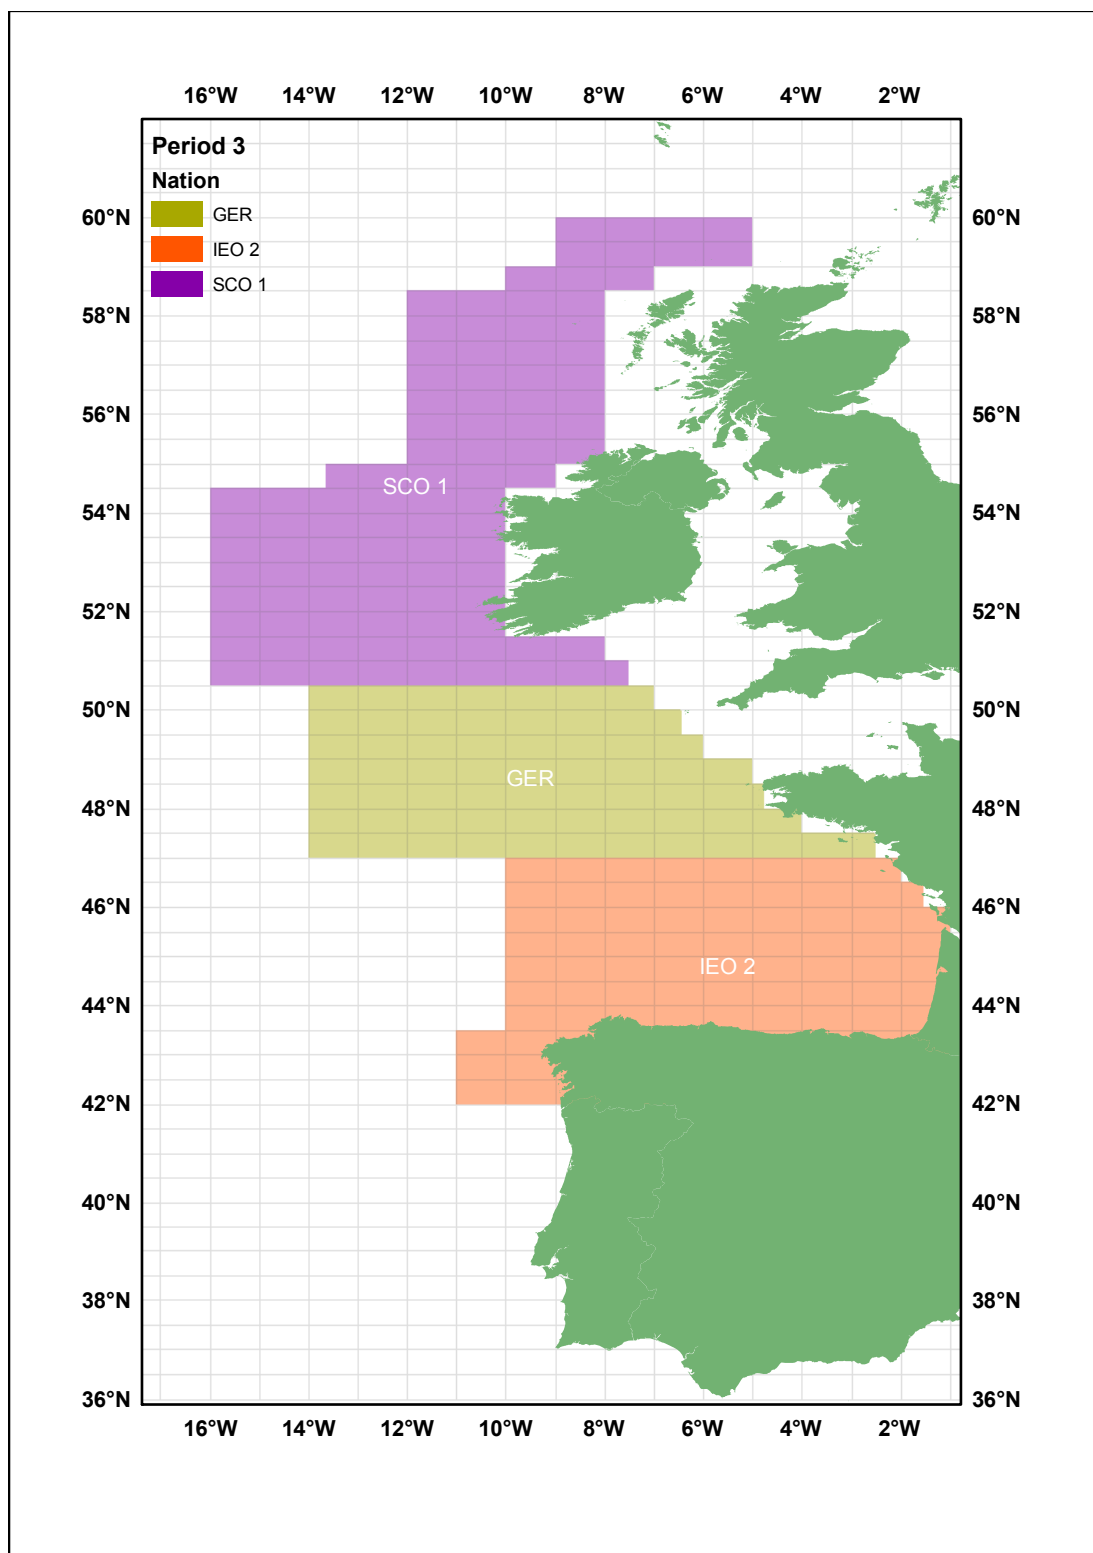 16°W 14°W 12°W 10°W 8°W 6°W 4°W 2°W
Period 3
Nation
GER
IEO 2
SCO 1
60°N 60°N
58°N 58°N
56°N 56°N
SCO 1
54°N 54°N
52°N 52°N
50°N 50°N
GER
48°N 48°N
46°N 46°N
IEO 2
44°N 44°N
42°N 42°N
40°N 40°N
38°N 38°N
36°N 36°N
16°W 14°W 12°W 10°W 8°W 6°W 4°W 2°W